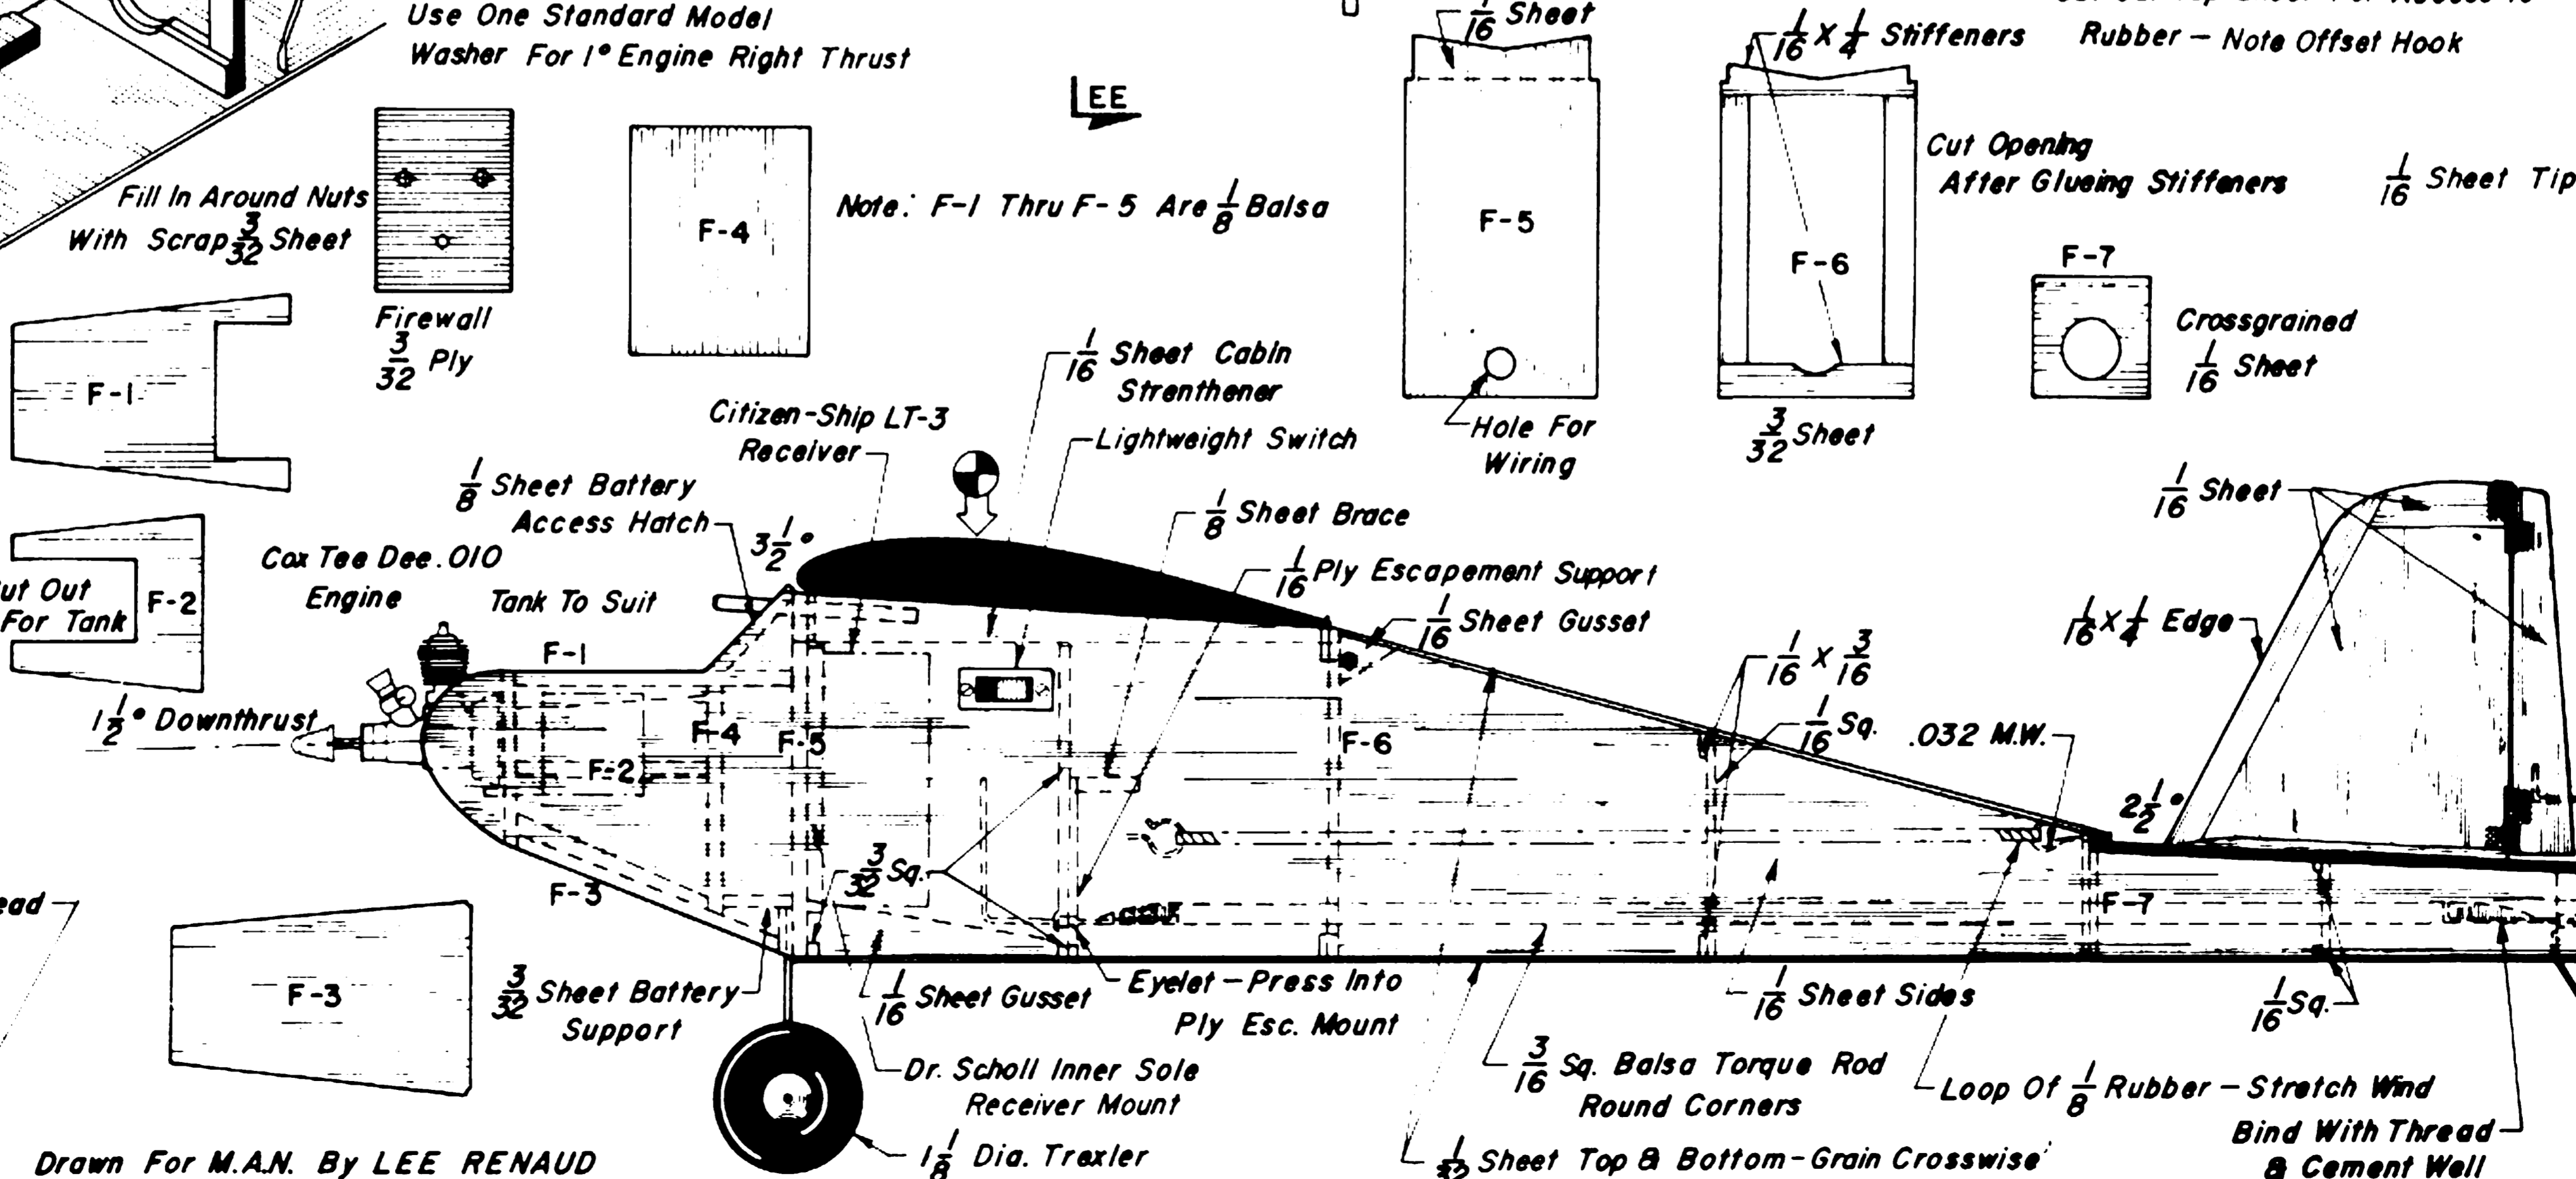 Use One Standard Model
Washer For 1° Engine Right Thrust
EE
1/16 Sheet
1/16 X 1/4 Stiffeners
Rubber – Note Offset Hook
Fill In Around Nuts
With Scrap 3/32 Sheet
Firewall
3/32 Ply
F-4
Note: F-1 Thru F-5 Are 1/8 Balsa
F-5
Hole For
Wiring
Cut Opening
After Glueing Stiffeners
F-6
3/32 Sheet
1/16 Sheet Tip
F-7
Crossgrained
1/16 Sheet
F-1
1/16 Sheet Cabin
Strenthener
Citizen-Ship LT-3
Receiver
Lightweight Switch
1/8 Sheet Battery
Access Hatch
3 1/2°
1/8 Sheet Brace
1/16 Ply Escapement Support
1/16 Sheet Gusset
1/16 Sheet
1/16 X 1/4 Edge
Out
For Tank
F-2
Cox Tee Dee .010
Engine
Tank To Suit
F-1
1 1/2° Downthrust
F-2
F-4
F-5
F-6
1/16 X 3/16
1/16 Sq.
.032 M.W.
2 1/2°
F-3
3/32 Sq.
F-7
F-3
3/32 Sheet Battery
Support
1/16 Sheet Gusset
Eyelet – Press Into
Ply Esc. Mount
1/16 Sheet Sides
1/16 Sq.
Dr. Scholl Inner Sole
Receiver Mount
3/16 Sq. Balsa Torque Rod
Round Corners
Loop Of 1/8 Rubber – Stretch Wind
Bind With Thread
& Cement Well
1 1/8 Dia. Trexler
1/32 Sheet Top & Bottom-Grain Crosswise
Drawn For M.A.N. By LEE RENAUD